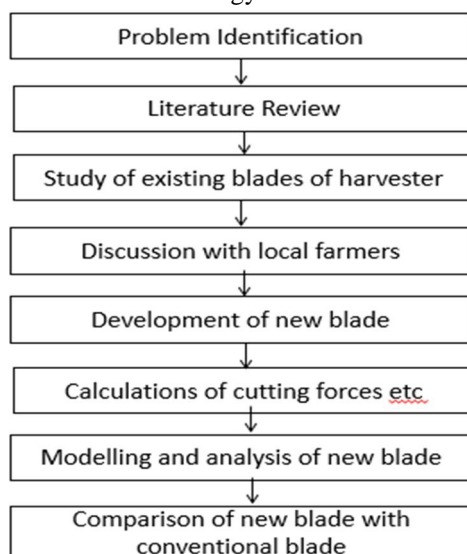 Problem Identification
Literature Review
Study of existing blades of harvester
Discussion with local farmers
Development of new blade
Calculations of cutting forces etc
Modelling and analysis of new blade
Comparison of new blade with
conventional blade